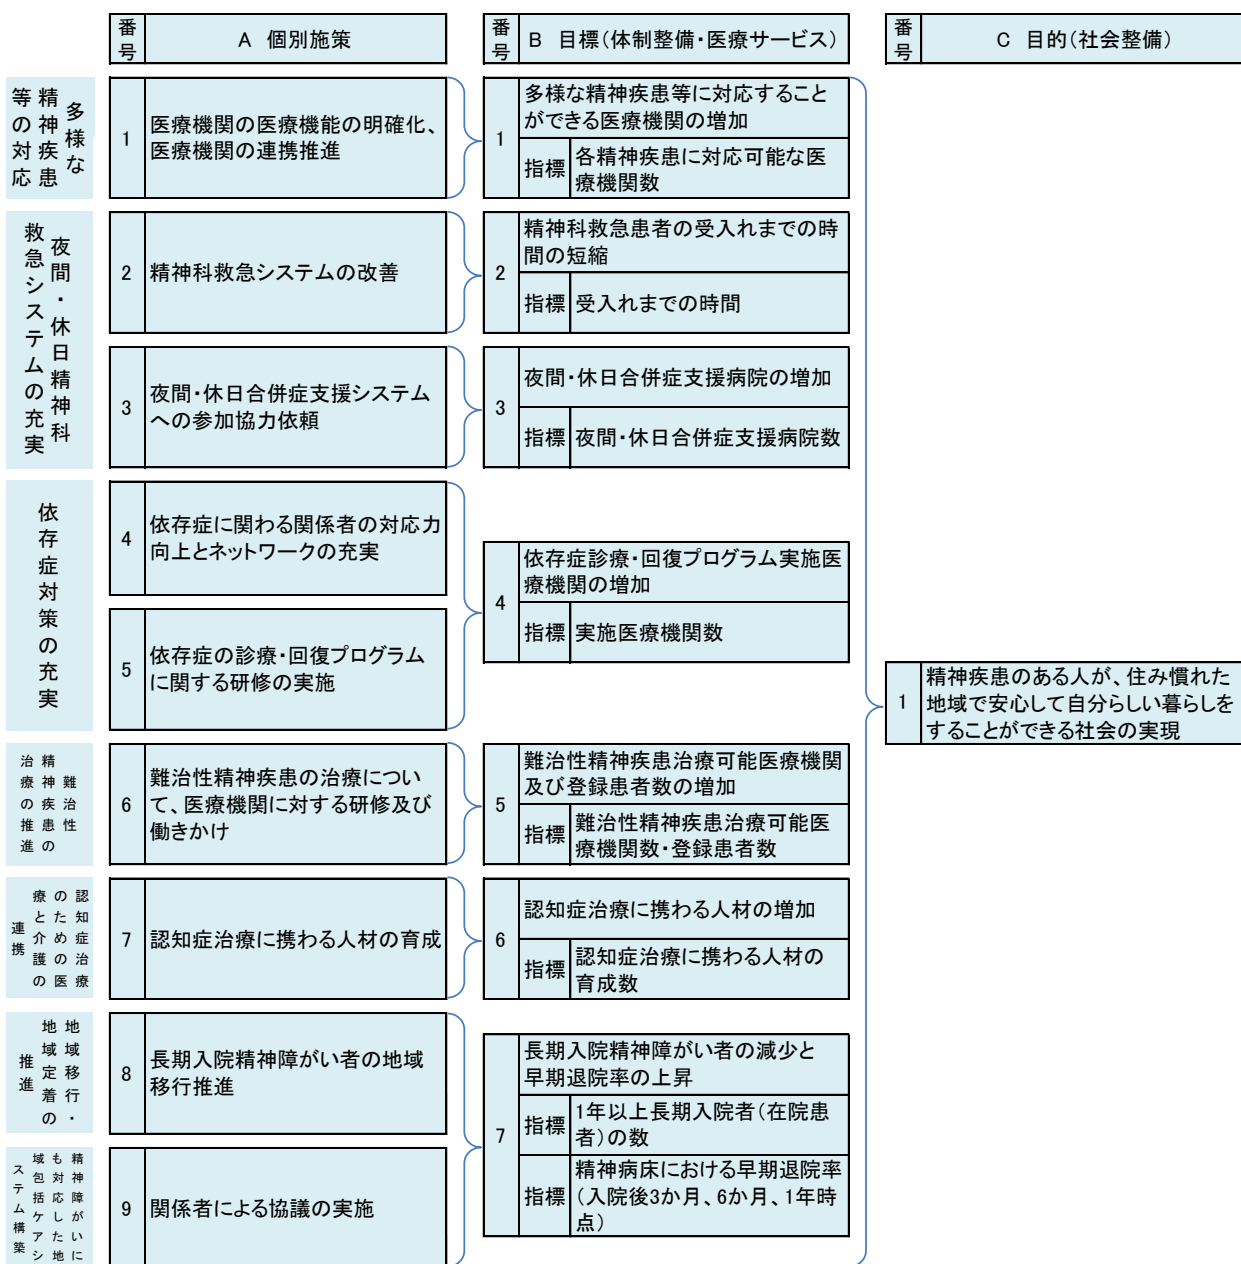 番号
A 個別施策
番号
B 目標(体制整備・医療サービス)
番号
C 目的(社会整備)
多様な
精神疾患
等の対応
1
医療機関の医療機能の明確化、
医療機関の連携推進
1
多様な精神疾患等に対応すること
ができる医療機関の増加
指標
各精神疾患に対応可能な医
療機関数
夜間・休日精神科
救急システムの充実
2
精神科救急システムの改善
2
精神科救急患者の受入れまでの時
間の短縮
指標
受入れまでの時間
3
夜間・休日合併症支援システム
への参加協力依頼
3
夜間・休日合併症支援病院の増加
指標
夜間・休日合併症支援病院数
依存症対策の充実
4
依存症に関わる関係者の対応力
向上とネットワークの充実
5
依存症の診療・回復プログラム
に関する研修の実施
4
依存症診療・回復プログラム実施医
療機関の増加
指標
実施医療機関数
1
精神疾患のある人が、住み慣れた
地域で安心して自分らしい暮らしを
することができる社会の実現
難治性
精神疾患の
治療の推進
6
難治性精神疾患の治療につい
て、医療機関に対する研修及び
働きかけ
5
難治性精神疾患治療可能医療機関
及び登録患者数の増加
指標
難治性精神疾患治療可能医
療機関数・登録患者数
認知症治療
のための医
療と介護の
連携
7
認知症治療に携わる人材の育成
6
認知症治療に携わる人材の増加
指標
認知症治療に携わる人材の
育成数
地域移行・
地域定着の
推進
8
長期入院精神障がい者の地域
移行推進
7
長期入院精神障がい者の減少と
早期退院率の上昇
指標
1年以上長期入院者(在院患
者)の数
指標
精神病床における早期退院率
(入院後3か月、6か月、1年時
点)
精神障がいに
も対応した地
域包括ケアシ
ステム構築
9
関係者による協議の実施